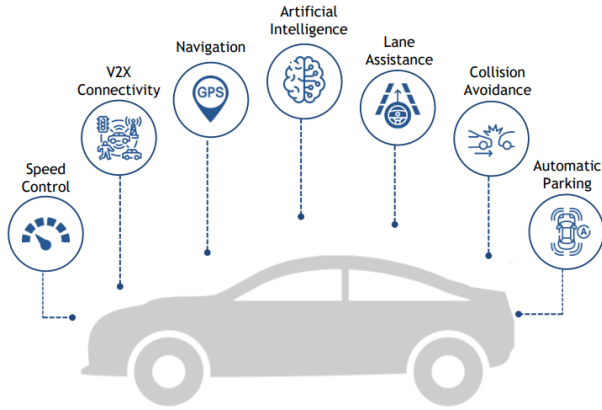 Speed
Control
V2X
Connectivity
Navigation
GPS
Artificial
Intelligence
Lane
Assistance
Collision
Avoidance
Automatic
Parking
A